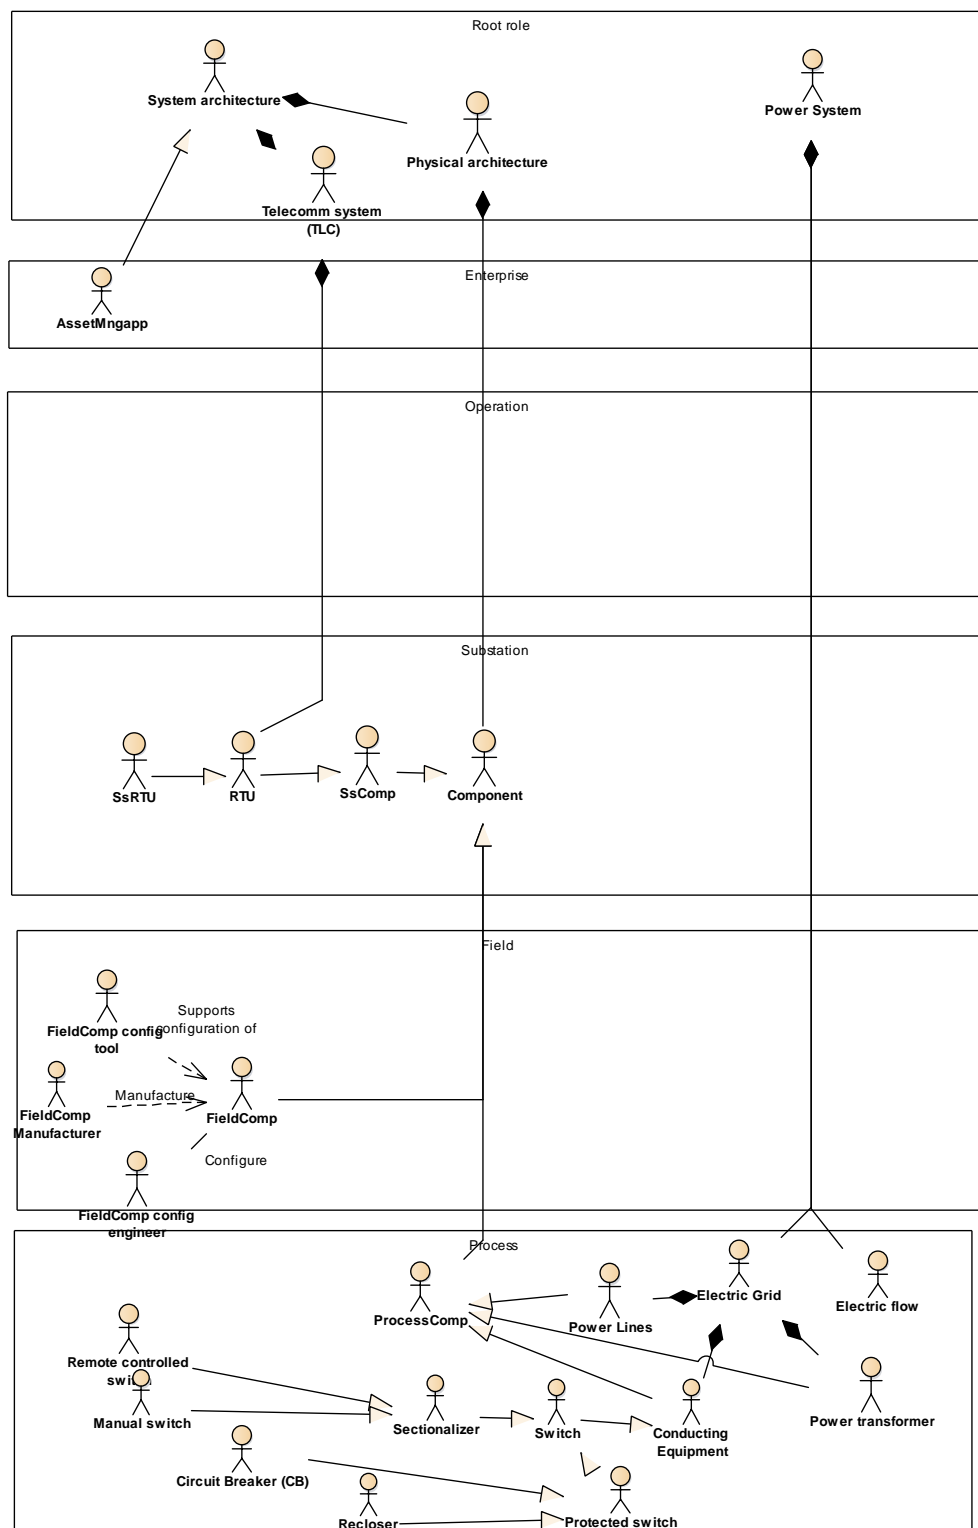 Root role
System architecture
Power System
Physical architecture
Telecomm system
(TLC)
Enterprise
AssetMngapp
Operation
Substation
SsRTU
RTU
SsComp
Component
Field
Supports
configuration of
FieldComp config
tool
Manufacture
FieldComp
Manufacturer
FieldComp
Configure
FieldComp config
engineer
Process
ProcessComp
Power Lines
Electric Grid
Electric flow
Remote controlled
switch
Manual switch
Sectionalizer
Switch
Conducting
Equipment
Power transformer
Circuit Breaker (CB)
Recloser
Protected switch